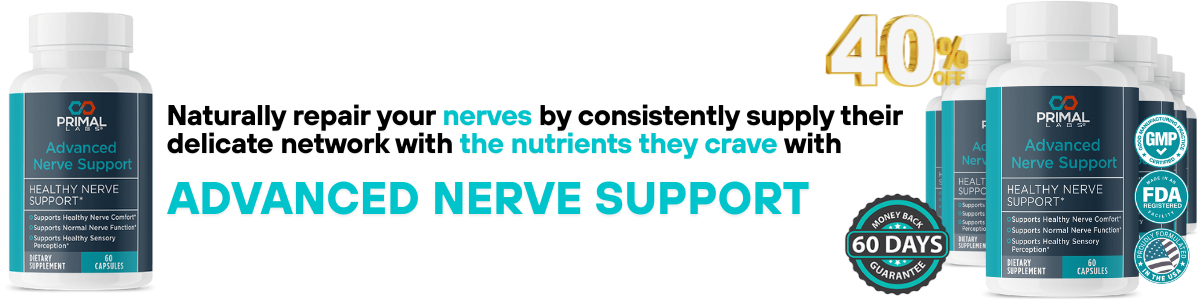 PRIMAL
LABS®
Advanced
Nerve Support
HEALTHY NERVE
SUPPORT*
Supports Healthy Nerve Comfort*
Supports Normal Nerve Function*
Supports Healthy Sensory
Perception*
DIETARY
SUPPLEMENT
60
CAPSULES
Naturally repair your nerves by consistently supply their
delicate network with the nutrients they crave with
ADVANCED NERVE SUPPORT
40%
OFF
MONEY BACK
60 DAYS
GUARANTEE
PRIMAL
LABS®
Advanced
Nerve Support
HEALTHY NERVE
SUPPORT*
Supports Healthy Nerve Comfort*
Supports Normal Nerve Function*
Supports Healthy Sensory
Perception*
DIETARY
SUPPLEMENT
60
CAPSULES
GOOD MANUFACTURING PRACTICE
GMP
CERTIFIED
MADE IN AN
FDA
REGISTERED
FACILITY
PROUDLY FORMULATED
IN THE USA